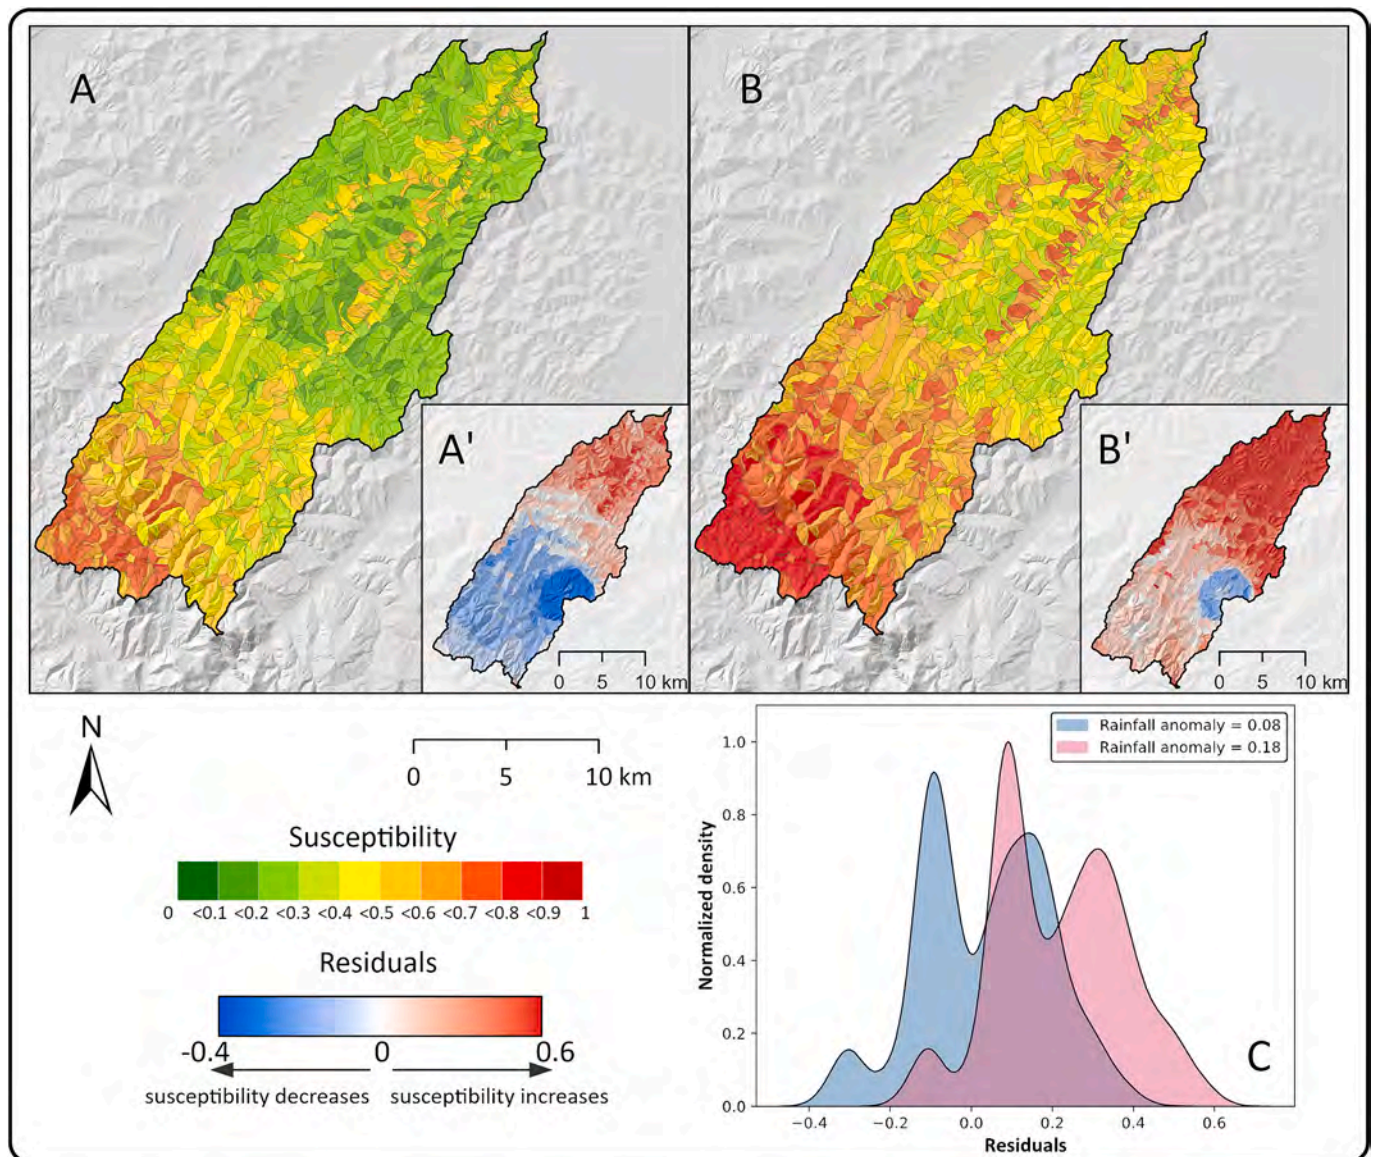 A
B
A'
B'
0 5 10 km
0 5 10 km
N
0 5 10 km
Susceptibility
0 <0.1 <0.2 <0.3 <0.4 <0.5 <0.6 <0.7 <0.8 <0.9 1
Residuals
-0.4 0 0.6
susceptibility decreases susceptibility increases
Rainfall anomaly = 0.08
Rainfall anomaly = 0.18
Normalized density
1.0
0.8
0.6
0.4
0.2
0.0
C
−0.4 −0.2 0.0 0.2 0.4 0.6
Residuals